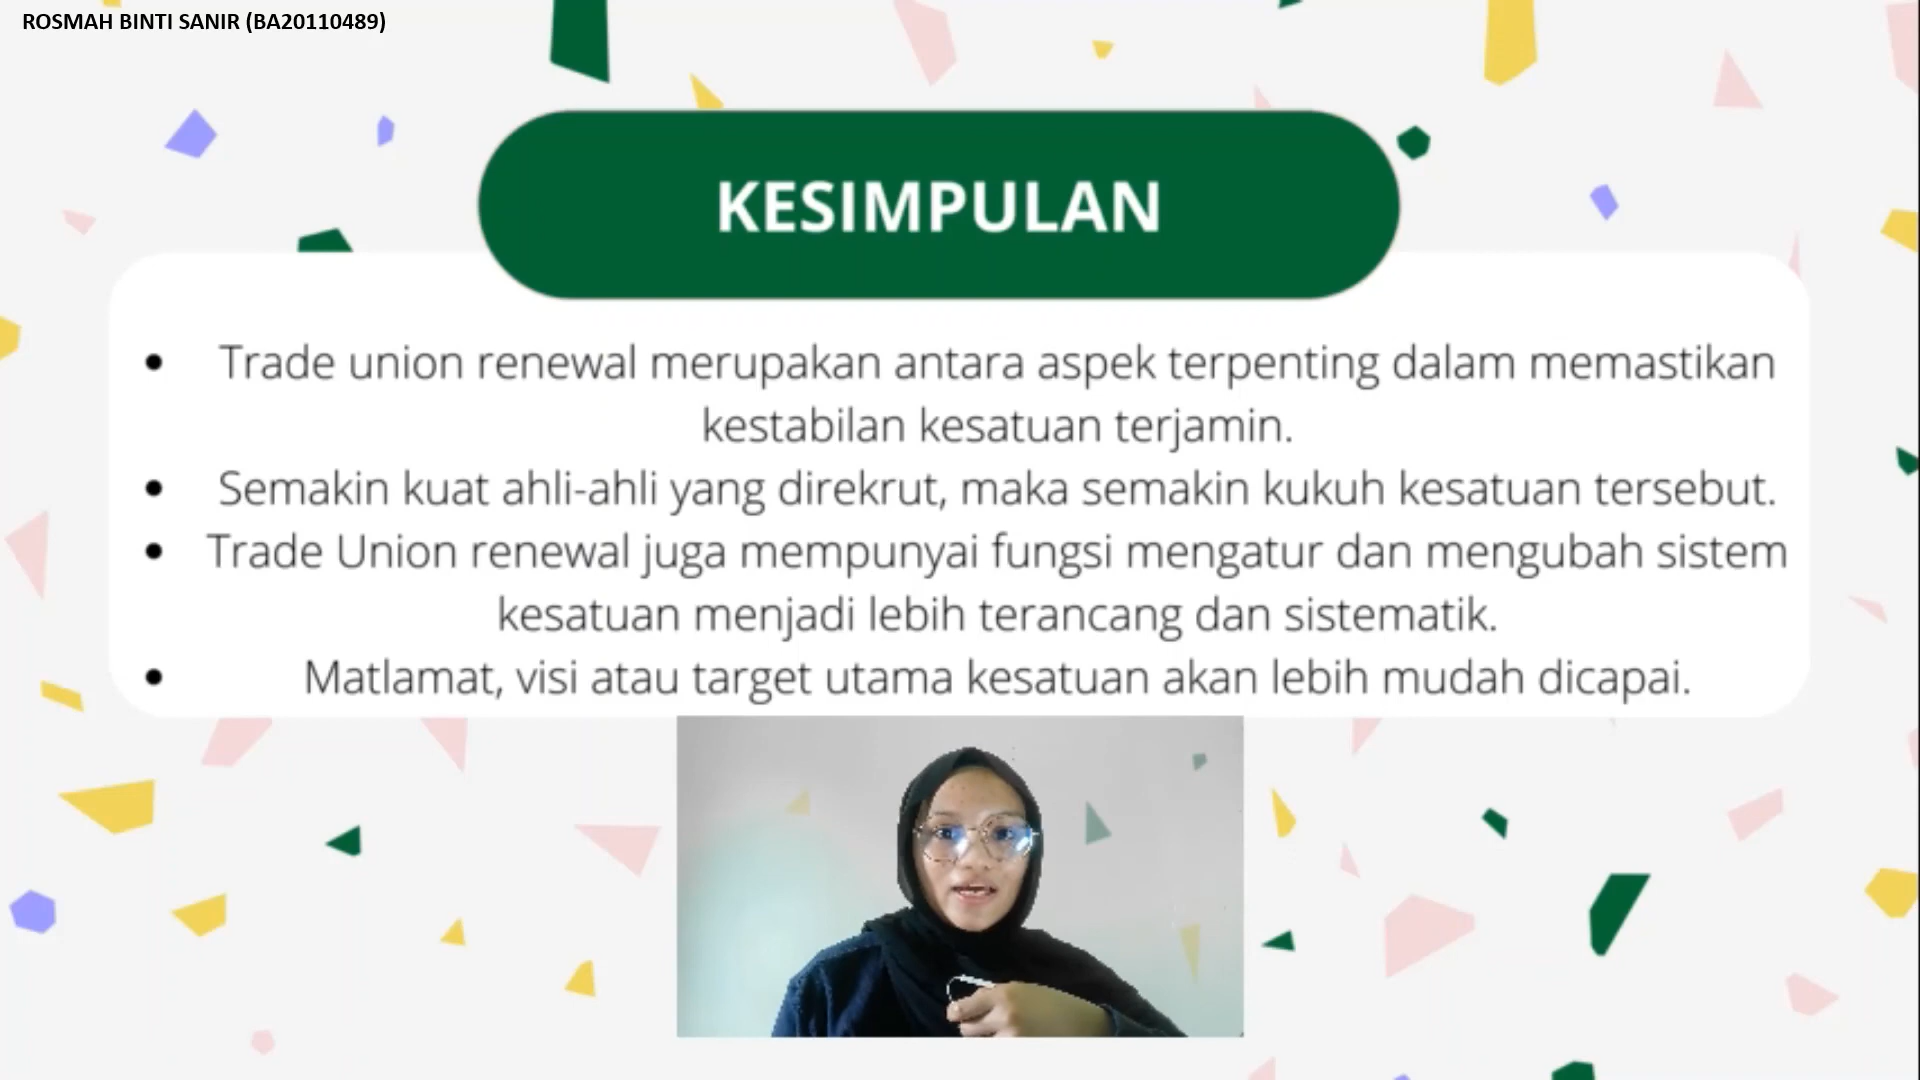 ROSMAH BINTI SANIR (BA20110489)
KESIMPULAN
Trade union renewal merupakan antara aspek terpenting dalam memastikan
kestabilan kesatuan terjamin.
Semakin kuat ahli-ahli yang direkrut, maka semakin kukuh kesatuan tersebut.
Trade Union renewal juga mempunyai fungsi mengatur dan mengubah sistem
kesatuan menjadi lebih terancang dan sistematik.
Matlamat, visi atau target utama kesatuan akan lebih mudah dicapai.